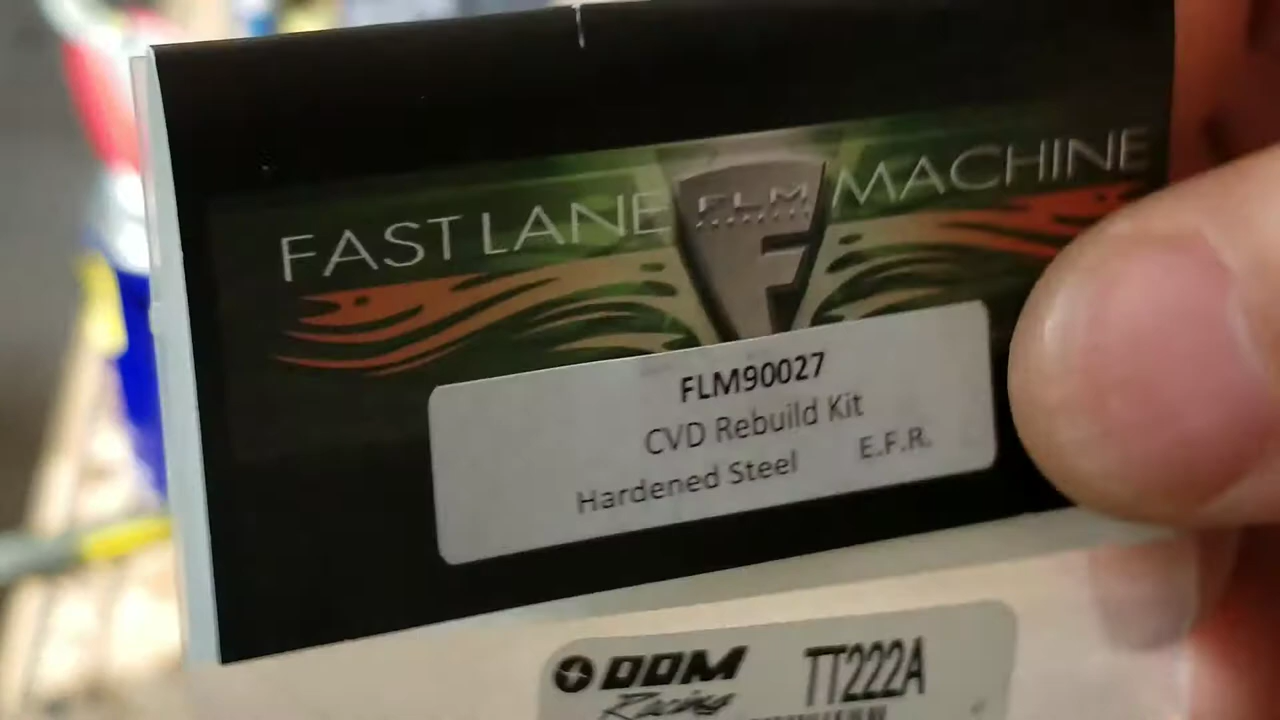 FAST LANE MACHINE
FLM
F
FLM90027
CVD Rebuild Kit
Hardened Steel E.F.R.
DDM TT222A
Racing